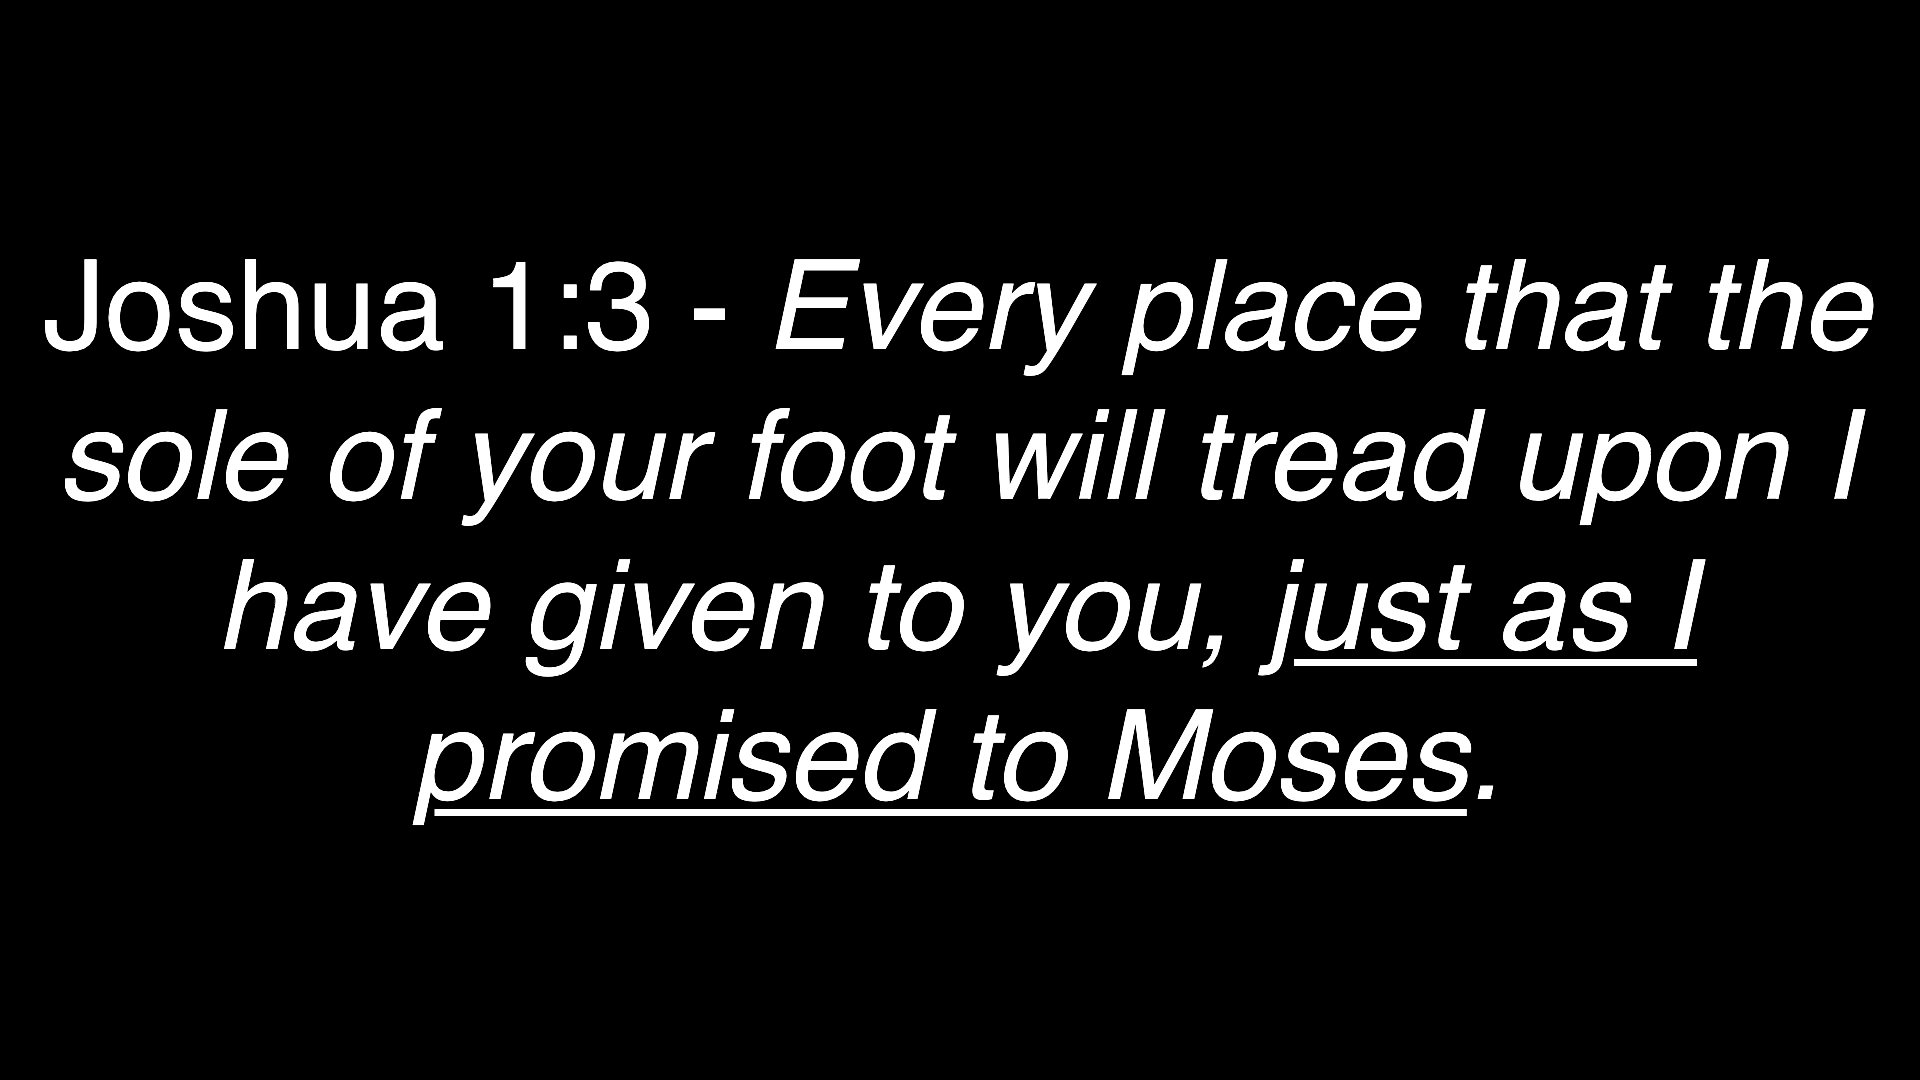 Joshua 1:3 - Every place that the
sole of your foot will tread upon I
have given to you, just as I
promised to Moses.